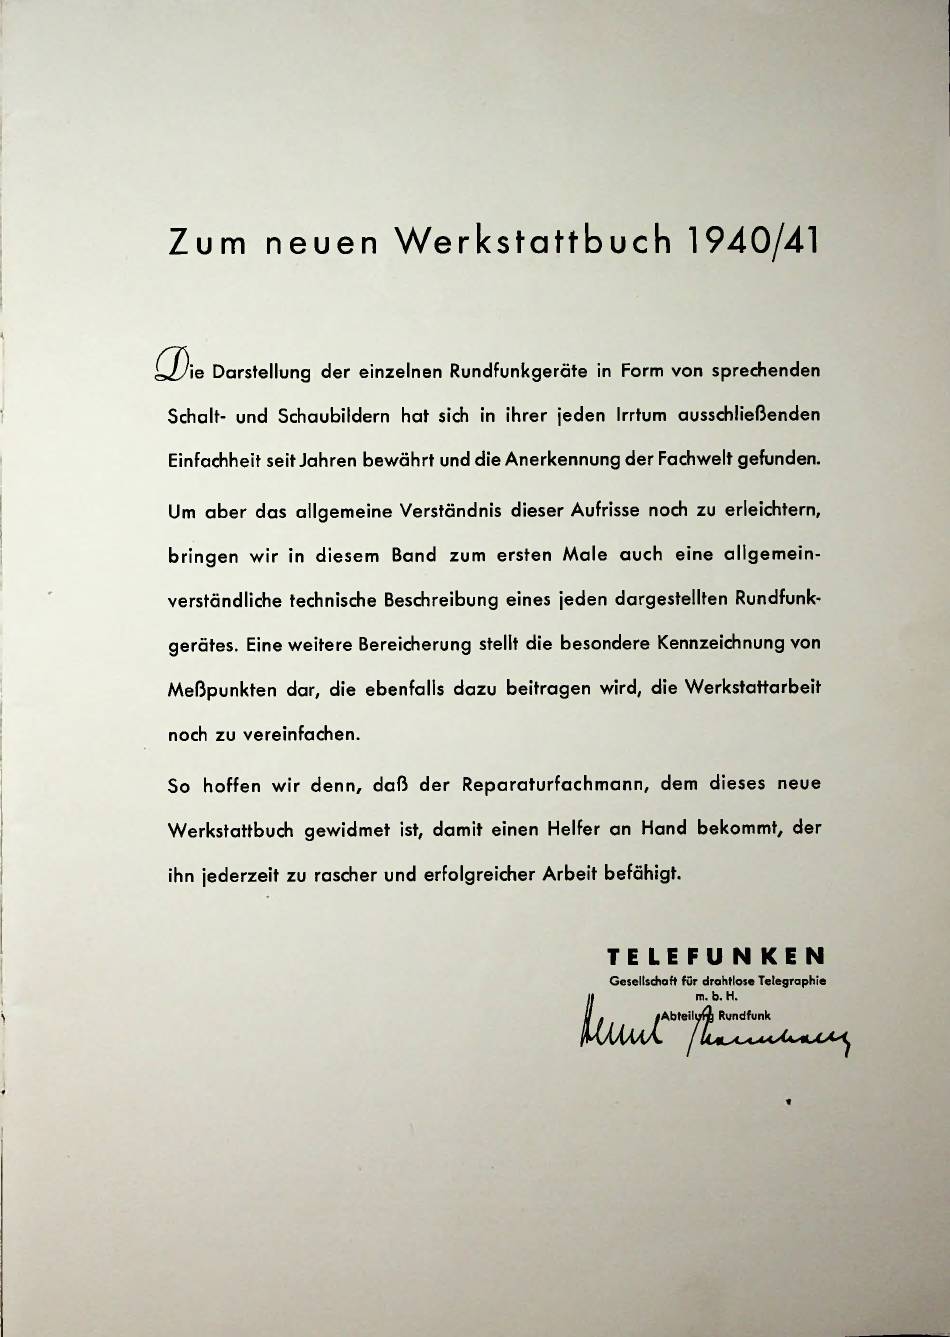 Zum neuen Werkstattbuch 1940/41
Die Darstellung der einzelnen Rundfunkgeräte in Form von sprechenden
Schalt- und Schaubildern hat sich in ihrer jeden Irrtum ausschließenden
Einfachheit seit Jahren bewährt und die Anerkennung der Fachwelt gefunden.
Um aber das allgemeine Verständnis dieser Aufrisse noch zu erleichtern,
bringen wir in diesem Band zum ersten Male auch eine allgemein-
verständliche technische Beschreibung eines jeden dargestellten Rundfunk-
gerätes. Eine weitere Bereicherung stellt die besondere Kennzeichnung von
Meßpunkten dar, die ebenfalls dazu beitragen wird, die Werkstattarbeit
noch zu vereinfachen.
So hoffen wir denn, daß der Reparaturfachmann, dem dieses neue
Werkstattbuch gewidmet ist, damit einen Helfer an Hand bekommt, der
ihn jederzeit zu rascher und erfolgreicher Arbeit befähigt.
TELEFUNKEN
Gesellschaft für drahtlose Telegraphie
m. b. H.
Abteilung Rundfunk